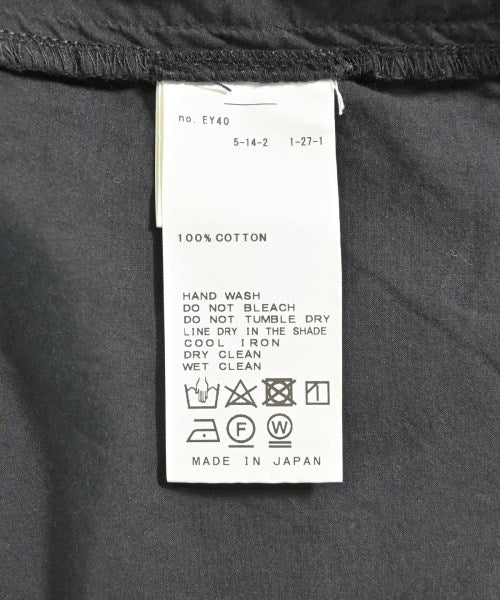 no. EY40
5-14-2 1-27-1
100% COTTON
HAND WASH
DO NOT BLEACH
DO NOT TUMBLE DRY
LINE DRY IN THE SHADE
COOL IRON
DRY CLEAN
WET CLEAN
F W
MADE IN JAPAN